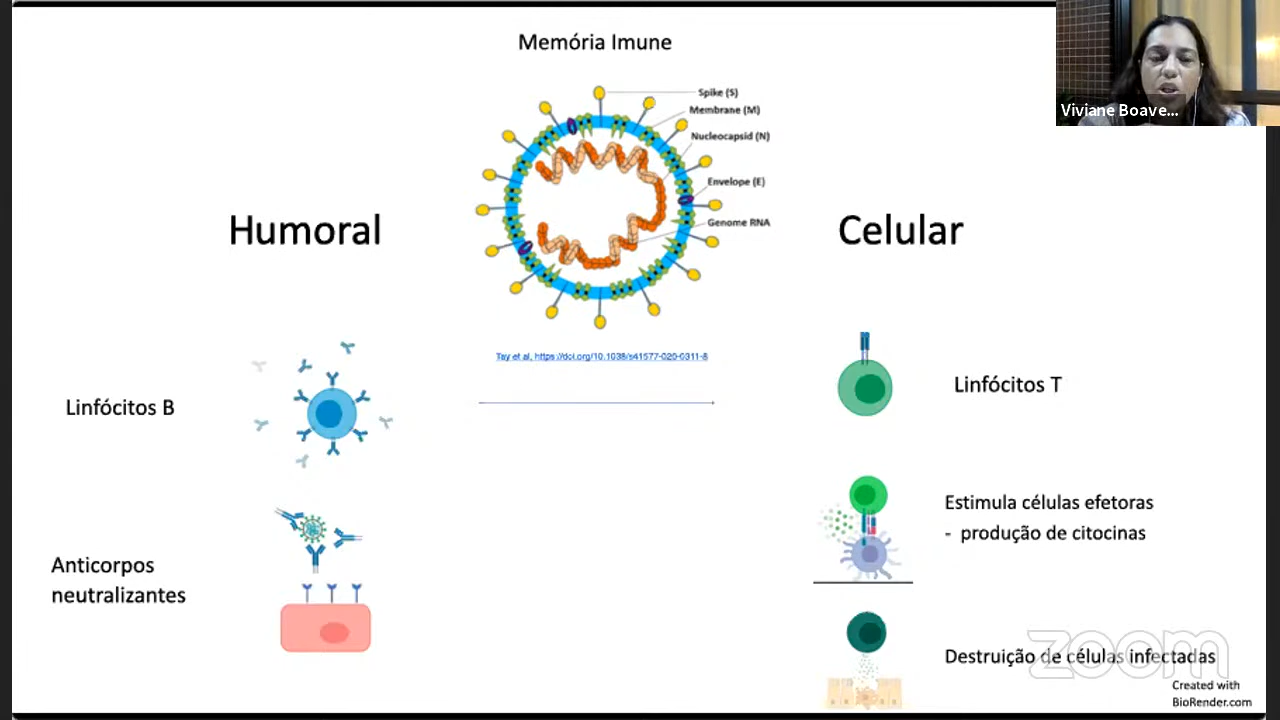 Memória Imune
Viviane Boave...
Spike (S)
Membrane (M)
Nucleocapsid (N)
Envelope (E)
Genome RNA
Humoral
Celular
Tay et al, https://doi.org/10.1038/s41577-020-0311-8
Linfócitos B
Linfócitos T
Estimula células efetoras
- produção de citocinas
Anticorpos
neutralizantes
zoom
Destruição de células infectadas
Created with
BioRender.com